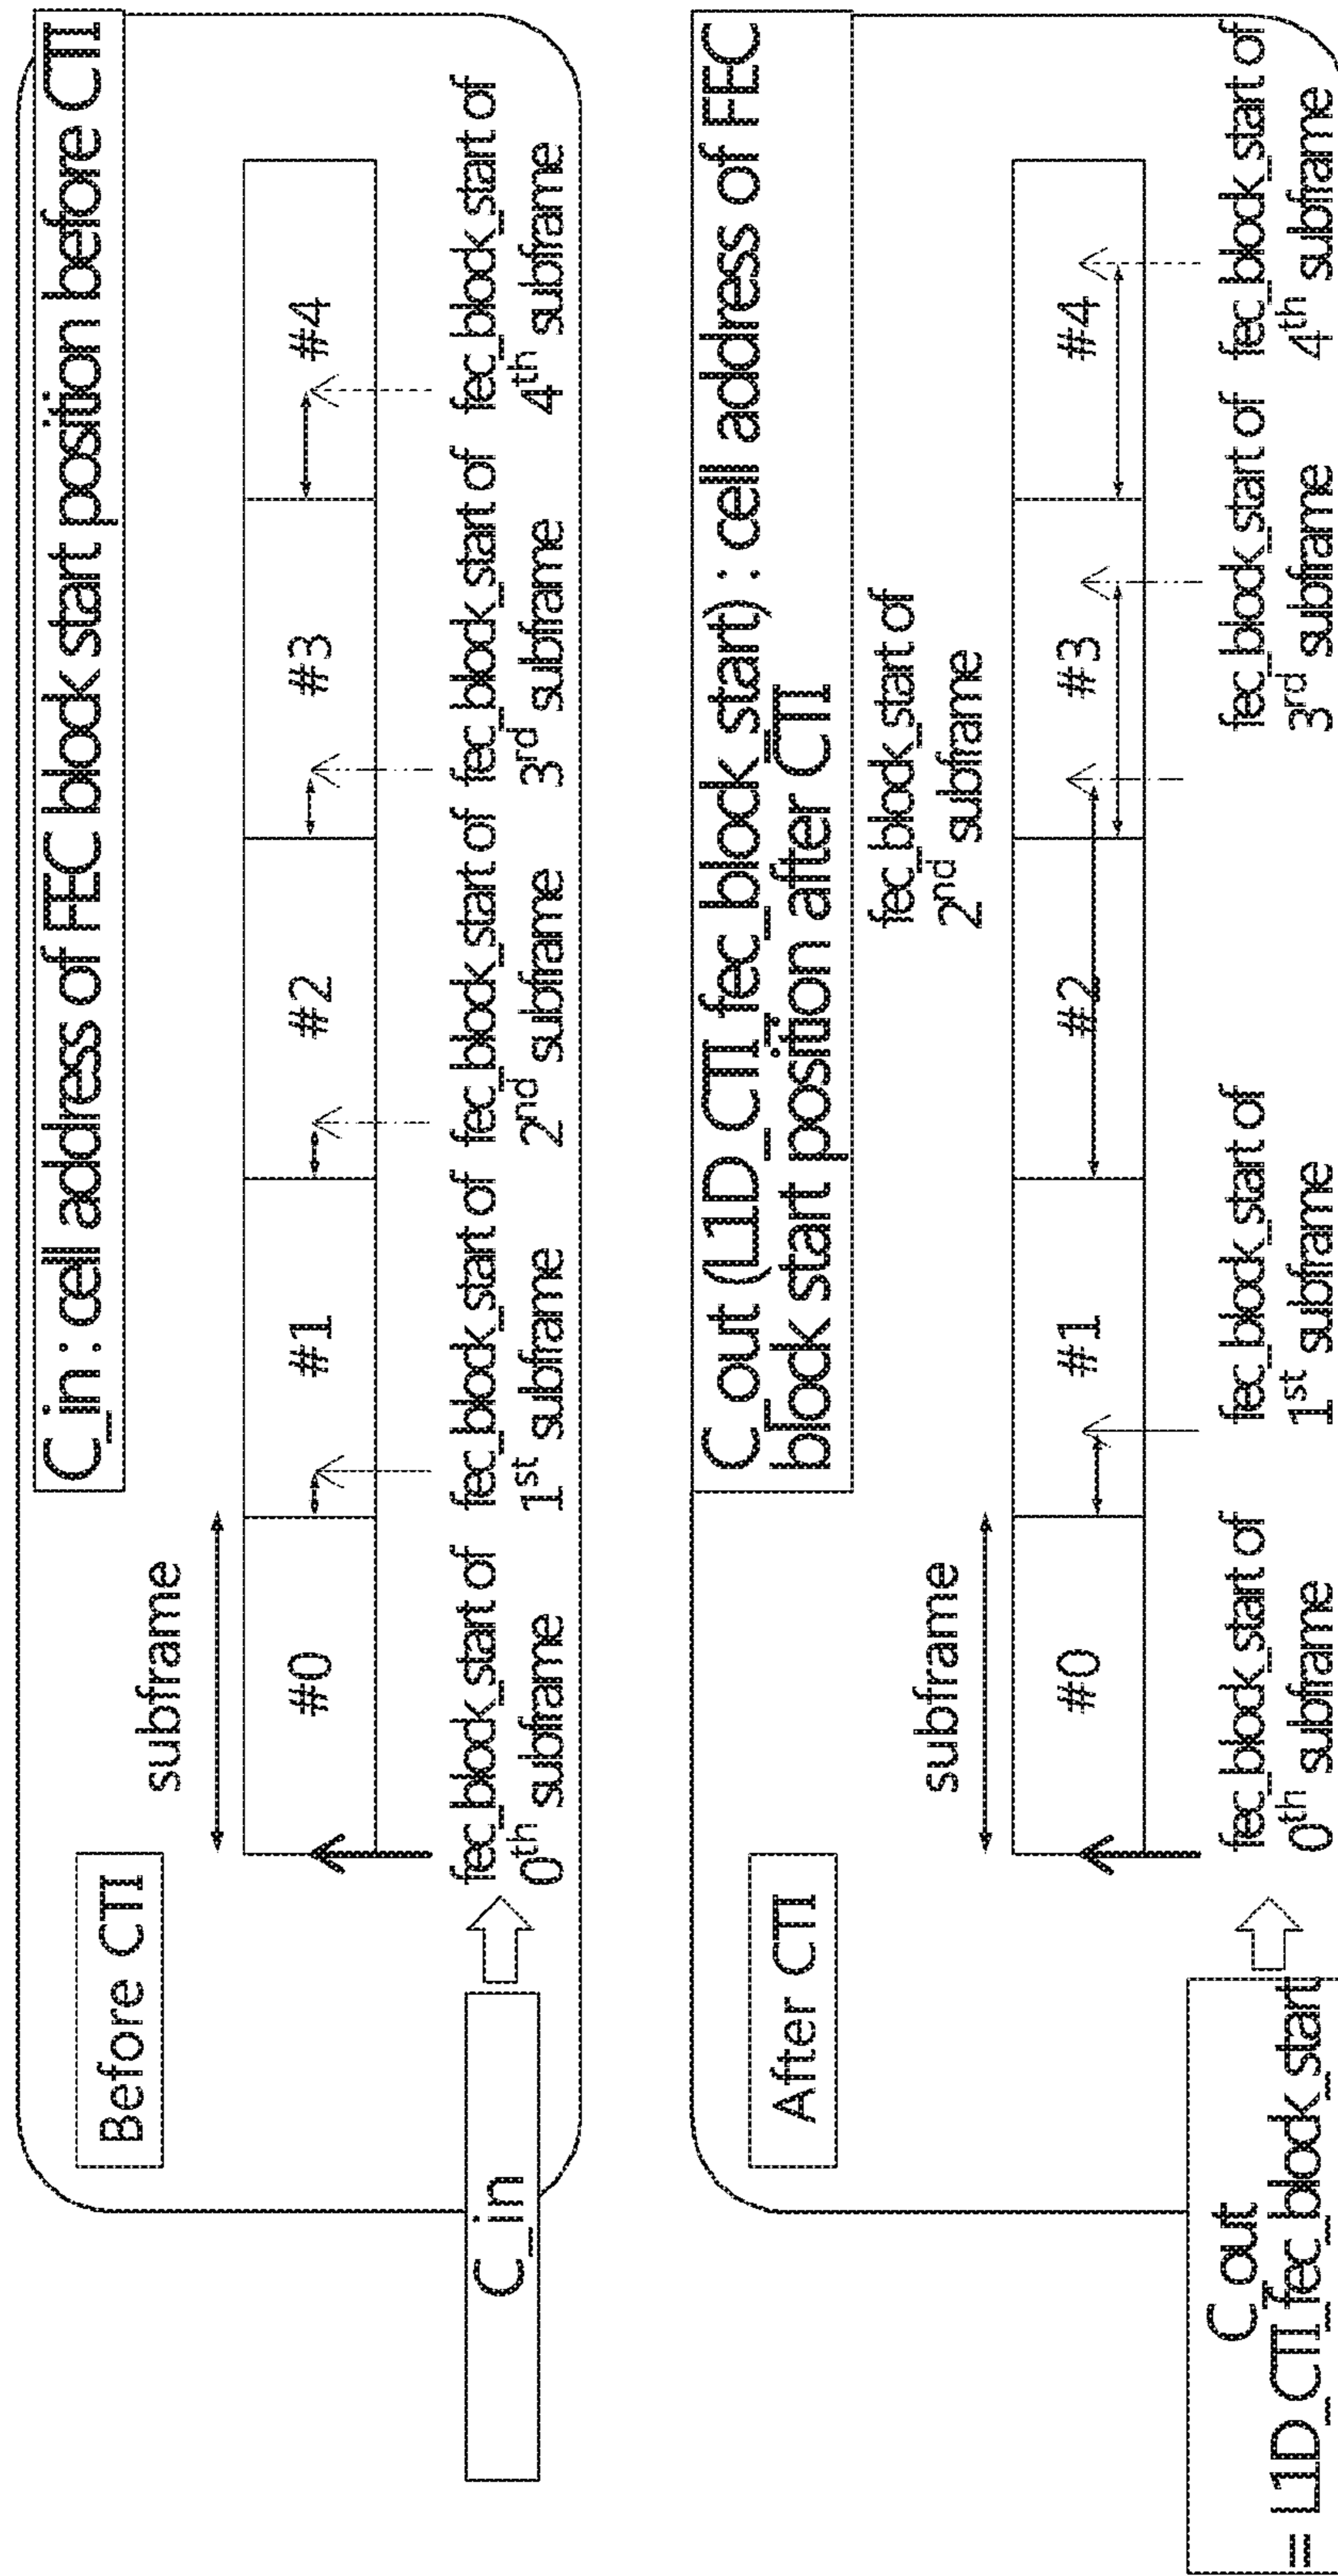 Before CTI
C_in : cell address of FEC block start position before CTI
subframe
#0
#1
#2
#3
#4
C_in
fec_block_start of
0th subframe
fec_block_start of
1st subframe
fec_block_start of
2nd subframe
fec_block_start of
3rd subframe
fec_block_start of
4th subframe
After CTI
C_out (L1D_CTI_fec_block_start) : cell address of FEC
block start position after CTI
fec_block_start of
2nd subframe
subframe
#0
#1
#2
#3
#4
C_out
= L1D_CTI_fec_block_start
fec_block_start of
0th subframe
fec_block_start of
1st subframe
fec_block_start of
3rd subframe
fec_block_start of
4th subframe